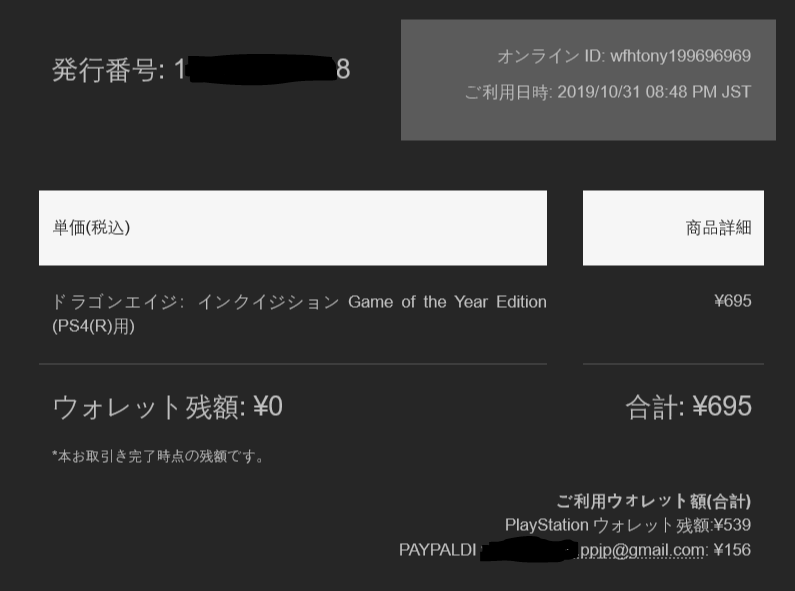 発行番号: 1 8
オンライン ID: wfhtony199696969
ご利用日時: 2019/10/31 08:48 PM JST
単価(税込)
商品詳細
ドラゴンエイジ: インクイジション Game of the Year Edition
(PS4(R)用)
¥695
ウォレット残額: ¥0
合計: ¥695
*本お取引き完了時点の残額です。
ご利用ウオレット額(合計)
PlayStation ウォレット残額:¥539
PAYPALDI ppjp@gmail.com: ¥156